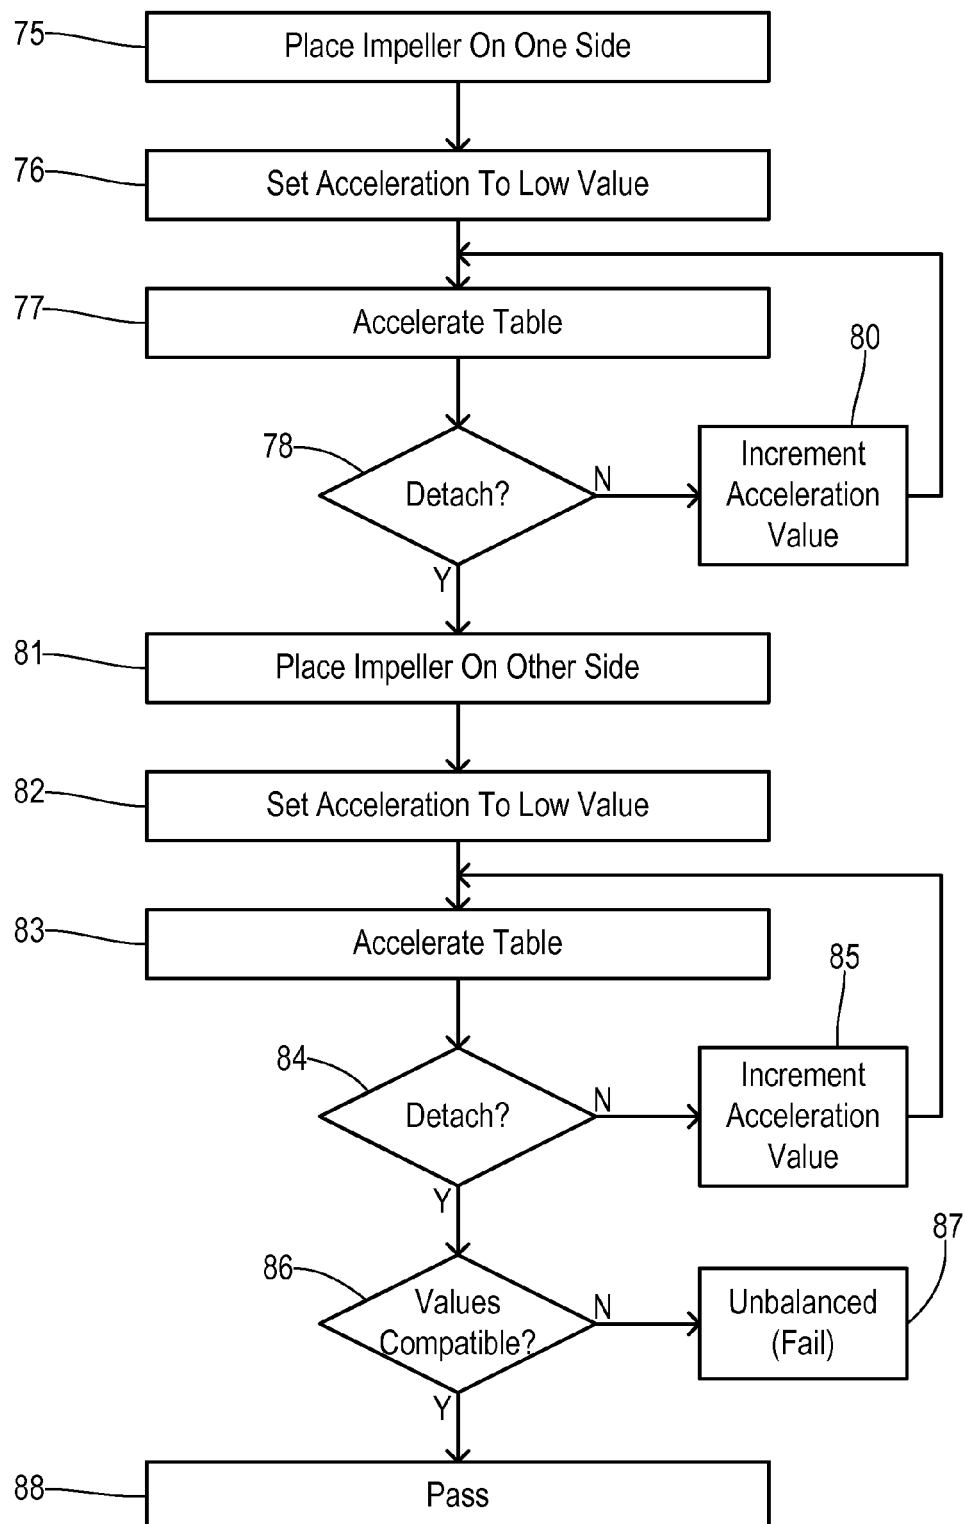 75
Place Impeller On One Side
76
Set Acceleration To Low Value
77
Accelerate Table
80
78
Detach?
N
Increment
Acceleration
Value
Y
81
Place Impeller On Other Side
82
Set Acceleration To Low Value
83
Accelerate Table
85
84
Detach?
N
Increment
Acceleration
Value
Y
87
86
Values
Compatible?
N
Unbalanced
(Fail)
Y
88
Pass